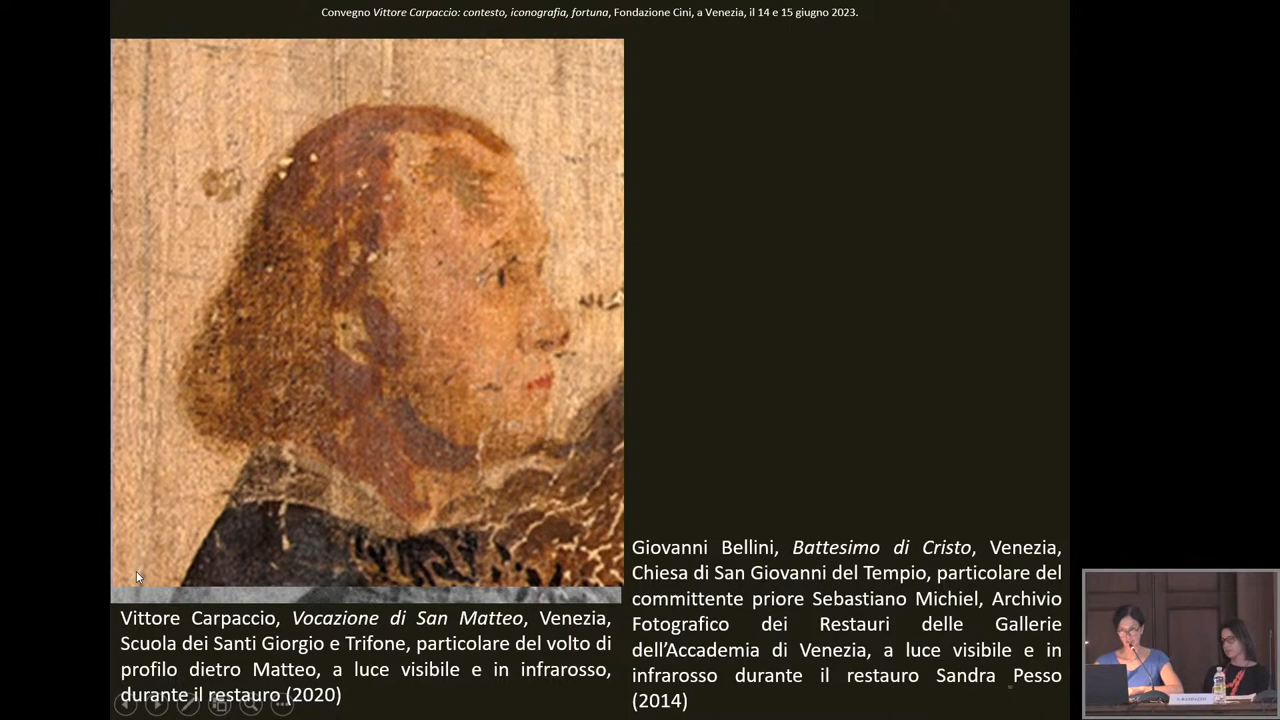 Convegno Vittore Carpaccio: contesto, iconografia, fortuna, Fondazione Cini, a Venezia, il 14 e 15 giugno 2023.
Vittore Carpaccio, Vocazione di San Matteo, Venezia,
Scuola dei Santi Giorgio e Trifone, particolare del volto di
profilo dietro Matteo, a luce visibile e in infrarosso,
durante il restauro (2020)
Giovanni Bellini, Battesimo di Cristo, Venezia,
Chiesa di San Giovanni del Tempio, particolare del
committente priore Sebastiano Michiel, Archivio
Fotografico dei Restauri delle Gallerie
dell’Accademia di Venezia, a luce visibile e in
infrarosso durante il restauro Sandra Pesso
(2014)